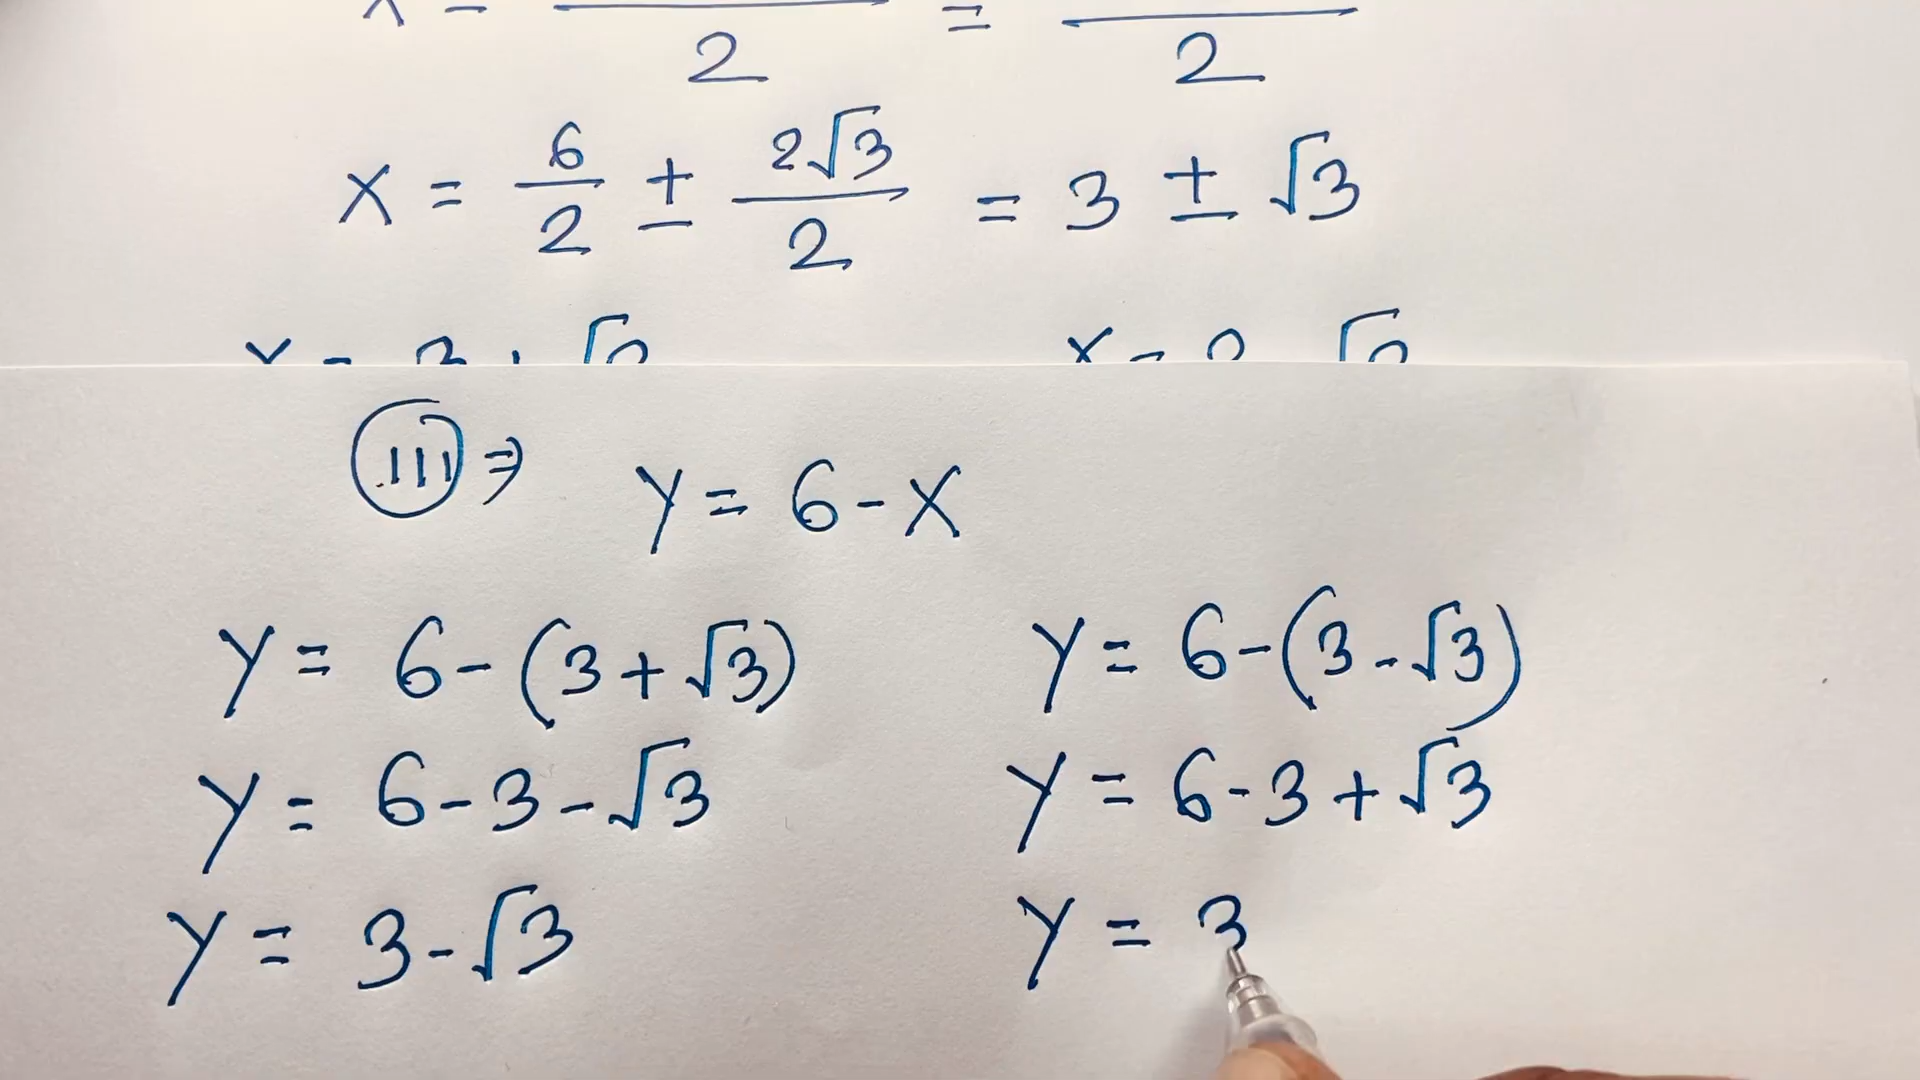 2 = 2
x = 6/2 ± 2√3/2 = 3 ± √3
(iii) ⇒ y = 6 - x
y = 6 - (3 + √3) y = 6 - (3 - √3)
y = 6 - 3 - √3 y = 6 - 3 + √3
y = 3 - √3 y = 3